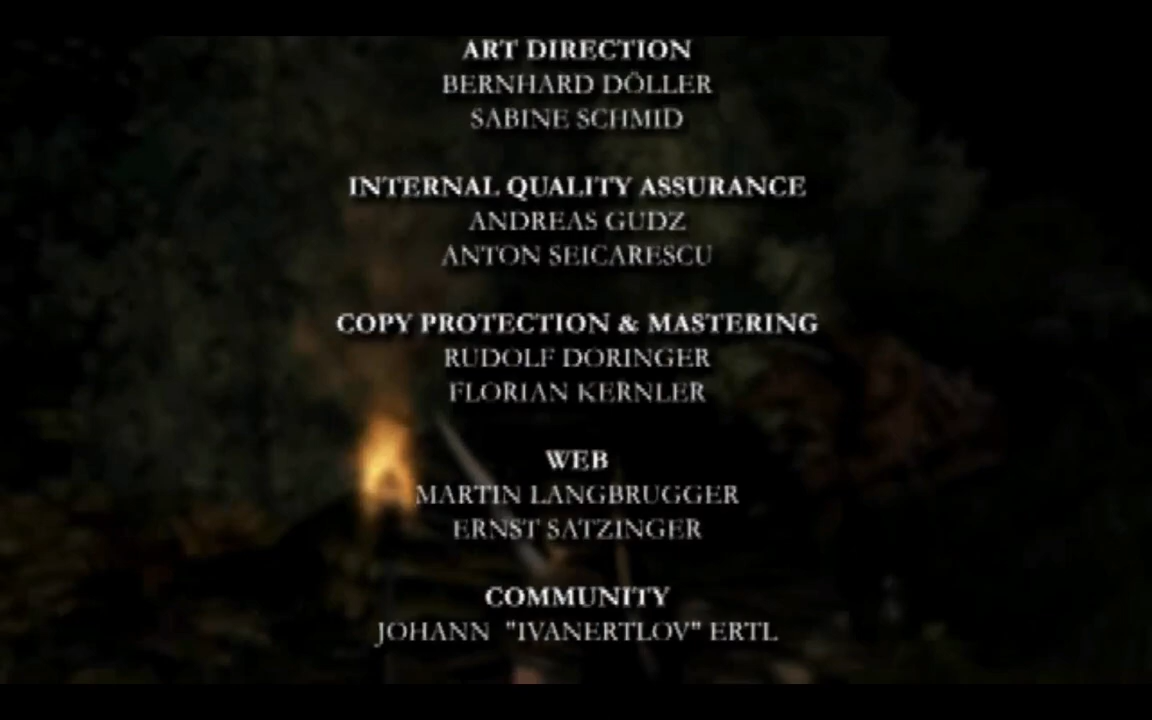 ART DIRECTION
BERNHARD DÖLLER
SABINE SCHMID
INTERNAL QUALITY ASSURANCE
ANDREAS GUDZ
ANTON SEICARESCU
COPY PROTECTION & MASTERING
RUDOLF DORINGER
FLORIAN KERNLER
WEB
MARTIN LANGBRUGGER
ERNST SATZINGER
COMMUNITY
JOHANN "IVANERTLOV" ERTL